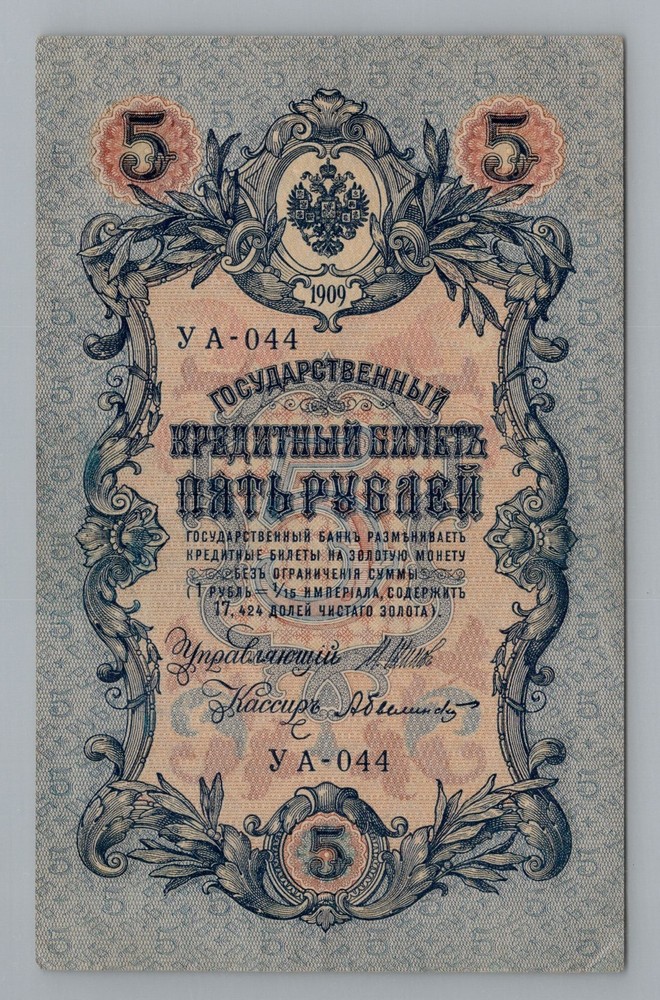 5 5
1909
УА-044
ГОСУДАРСТВЕННЫЙ
КРЕДИТНЫЙ БИЛЕТЪ
ПЯТЬ РУБЛЕЙ
ГОСУДАРСТВЕННЫЙ БАНКЪ РАЗМѢНИВАЕТЪ
КРЕДИТНЫЕ БИЛЕТЫ НА ЗОЛОТУЮ МОНЕТУ
БЕЗЪ ОГРАНИЧЕНІЯ СУММЫ
(1 РУБЛЬ = 1/15 ИМПЕРІАЛА, СОДЕРЖИТЪ
17,424 ДОЛЕЙ ЧИСТАГО ЗОЛОТА).
Управляющій
Кассиръ
УА-044
5